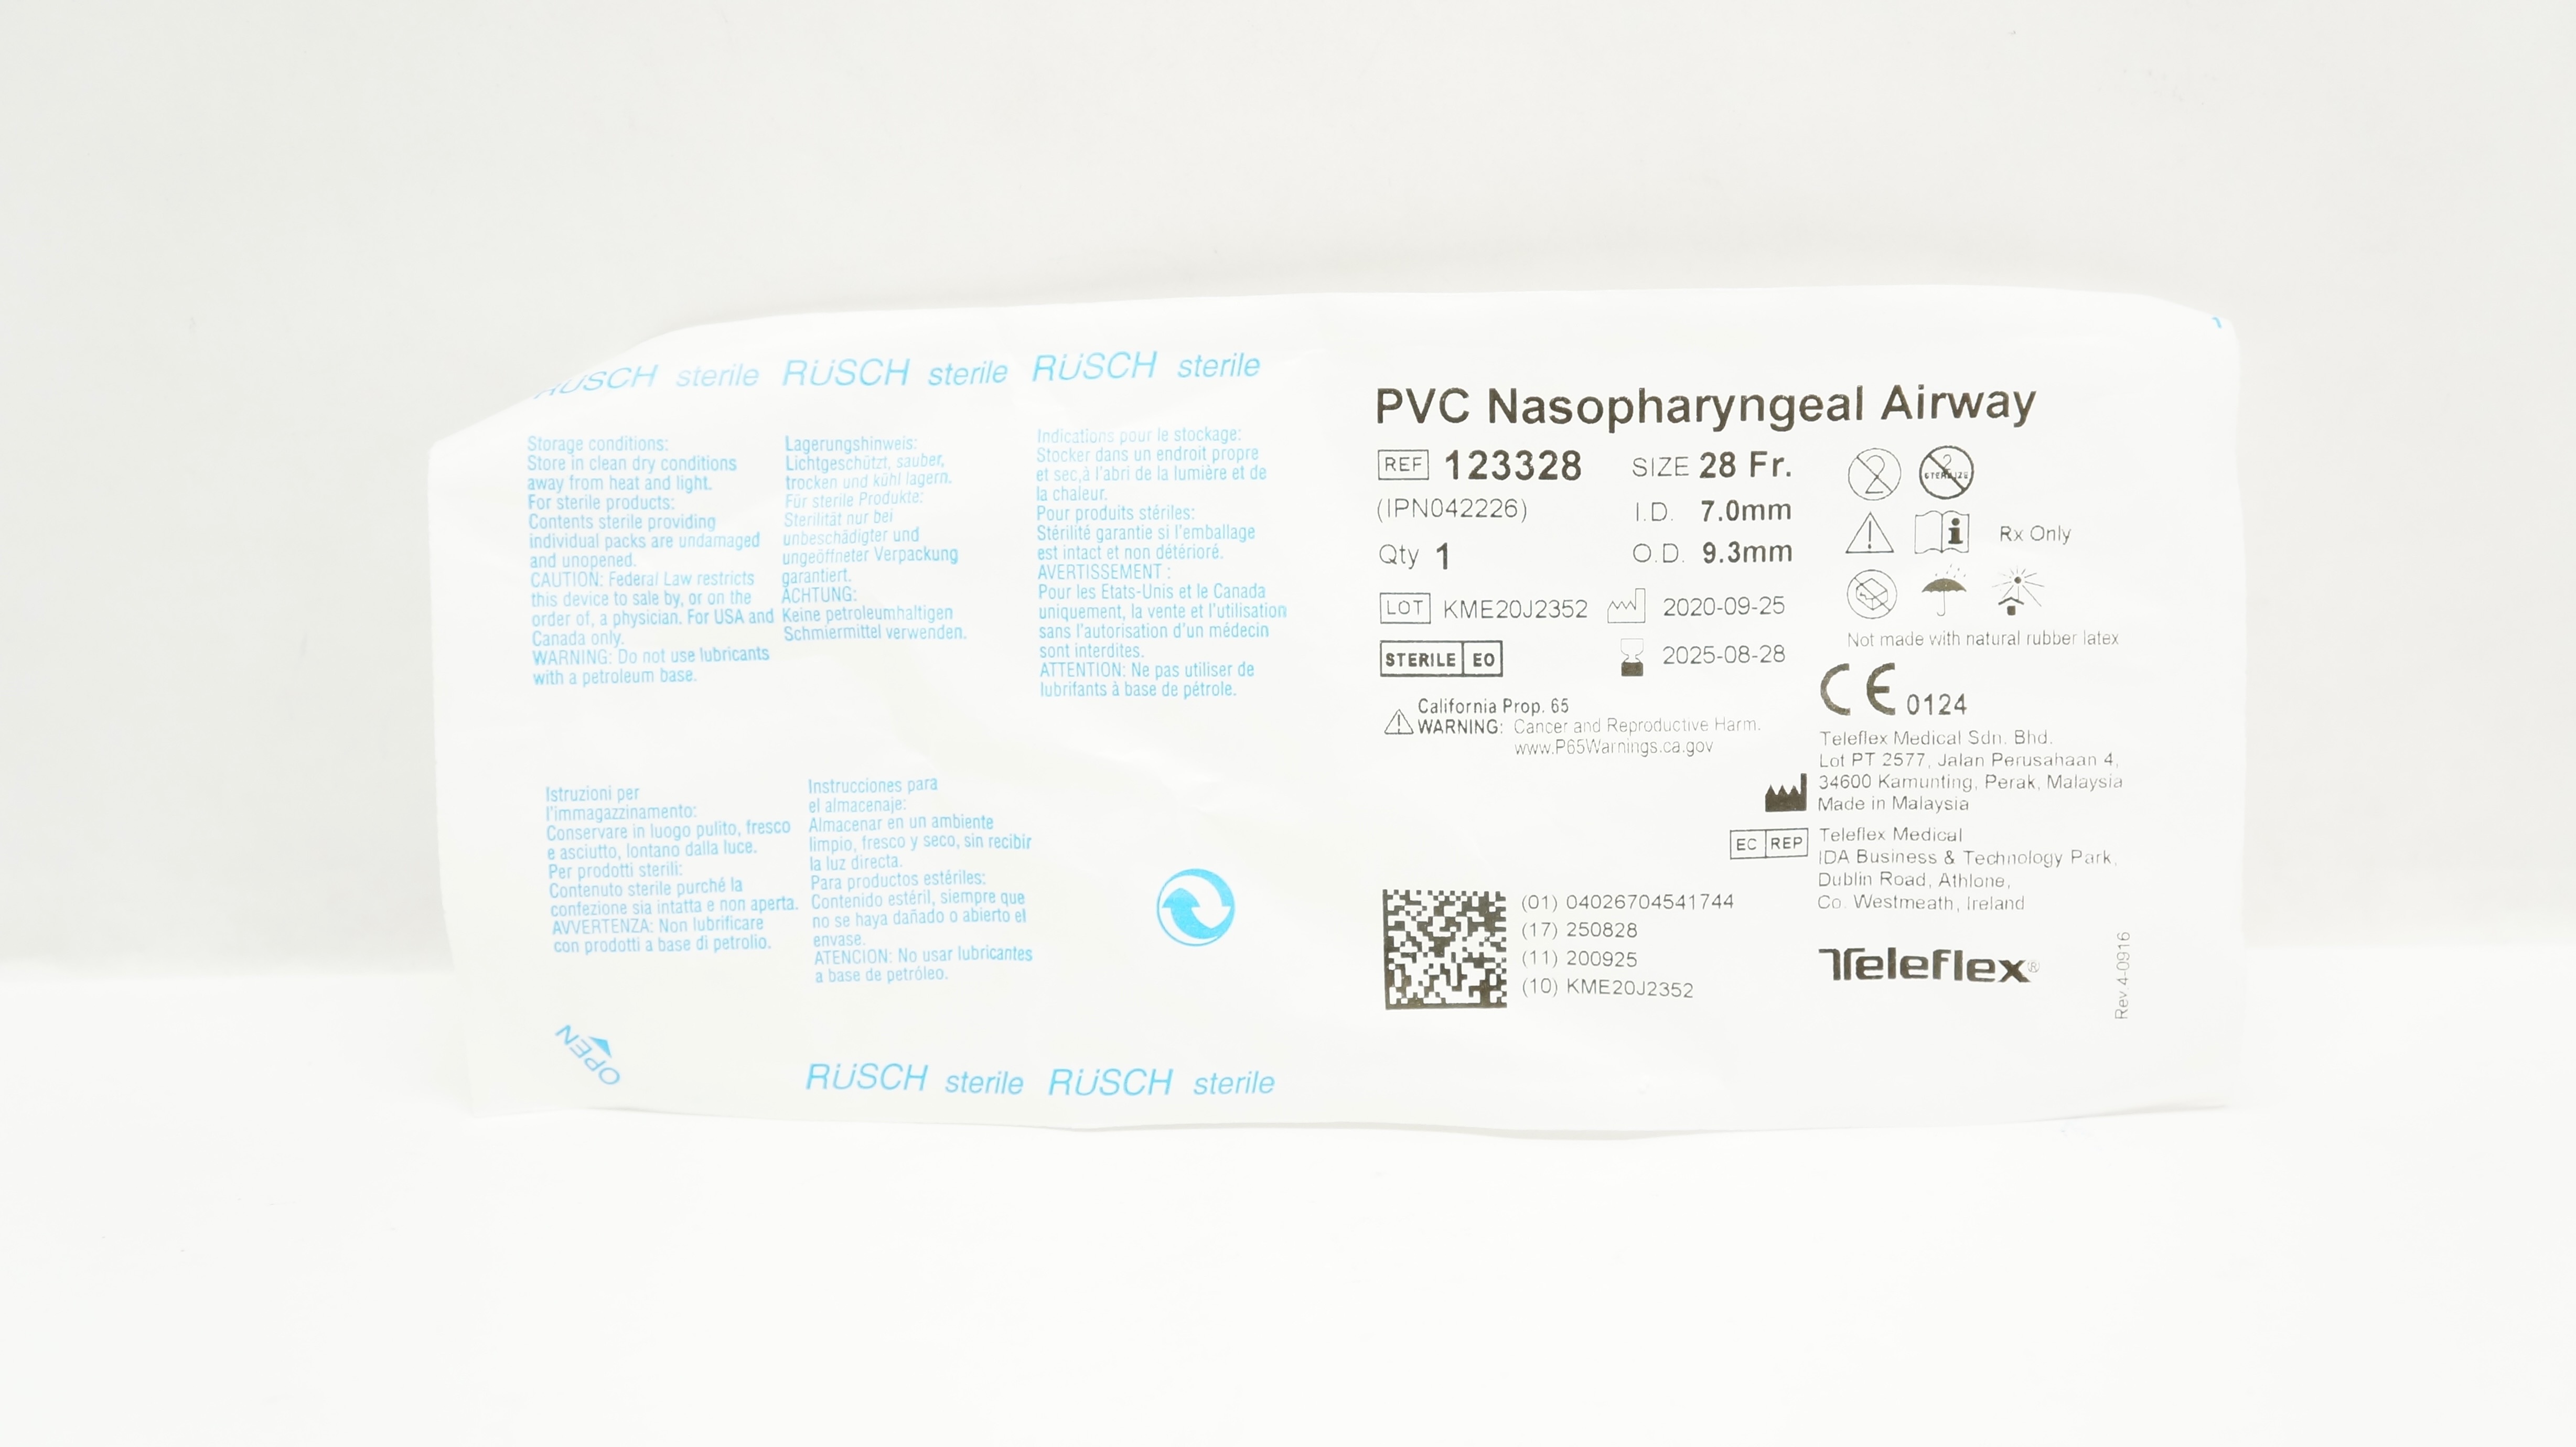 RÜSCH sterile RÜSCH sterile RÜSCH sterile
Storage conditions:
Store in clean dry conditions
away from heat and light.
For sterile products:
Contents sterile providing
individual packs are undamaged
and unopened.
CAUTION: Federal Law restricts
this device to sale by, or on the
order of, a physician. For USA and
Canada only.
WARNING: Do not use lubricants
with a petroleum base.
Lagerungshinweis:
Lichtgeschützt, sauber,
trocken und kühl lagern.
Für sterile Produkte:
Sterilität nur bei
unbeschädigter und
ungeöffneter Verpackung
garantiert.
ACHTUNG:
Keine petroleumhaltigen
Schmiermittel verwenden.
Indications pour le stockage:
Stocker dans un endroit propre
et sec,à l'abri de la lumière et de
la chaleur.
Pour produits stériles:
Stérilité garantie si l'emballage
est intact et non détérioré.
AVERTISSEMENT :
Pour les Etats-Unis et le Canada
uniquement, la vente et l'utilisation
sans l'autorisation d'un médecin
sont interdites.
ATTENTION: Ne pas utiliser de
lubrifants à base de pétrole.
Istruzioni per
l'immagazzinamento:
Conservare in luogo pulito, fresco
e asciutto, lontano dalla luce.
Per prodotti sterili:
Contenuto sterile purché la
confezione sia intatta e non aperta.
AVVERTENZA: Non lubrificare
con prodotti a base di petrolio.
Instrucciones para
el almacenaje:
Almacenar en un ambiente
limpio, fresco y seco, sin recibir
la luz directa.
Para productos estériles:
Contenido estéril, siempre que
no se haya dañado o abierto el
envase.
ATENCION: No usar lubricantes
a base de petróleo.
OPEN
RÜSCH sterile RÜSCH sterile
PVC Nasopharyngeal Airway
REF 123328 SIZE 28 Fr.
(IPN042226) I.D. 7.0mm
Qty 1 O.D. 9.3mm
LOT KME20J2352 2020-09-25
STERILE EO 2025-08-28
California Prop. 65
WARNING: Cancer and Reproductive Harm.
www.P65Warnings.ca.gov
2 2 STERILIZE
Rx Only
Not made with natural rubber latex
CE 0124
Teleflex Medical Sdn. Bhd.
Lot PT 2577, Jalan Perusahaan 4,
34600 Kamunting, Perak, Malaysia
Made in Malaysia
EC REP Teleflex Medical
IDA Business & Technology Park,
Dublin Road, Athlone,
Co. Westmeath, Ireland
(01) 04026704541744
(17) 250828
(11) 200925
(10) KME20J2352
Teleflex®
Rev.4-0916